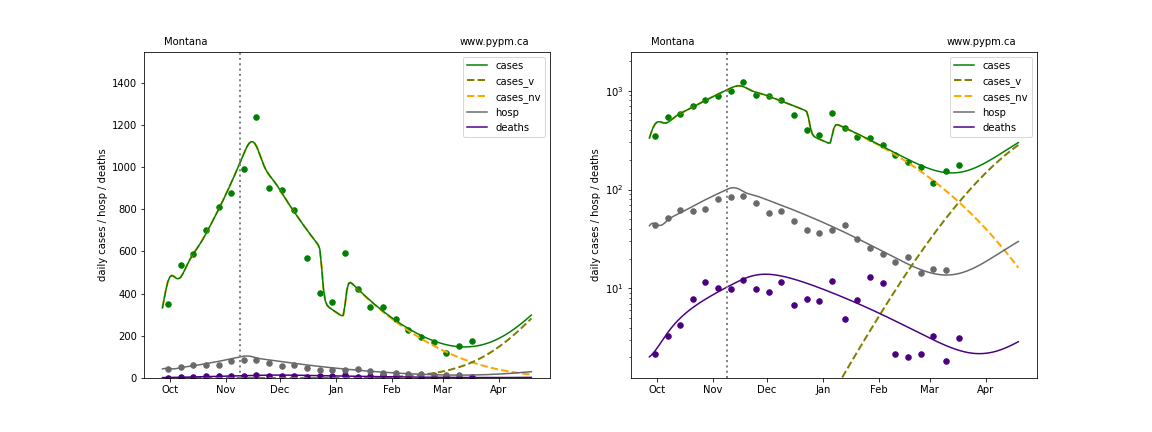 Montana www.pypm.ca
daily cases / hosp / deaths
1400
1200
1000
800
600
400
200
0
Oct Nov Dec Jan Feb Mar Apr
cases
cases_v
cases_nv
hosp
deaths
Montana www.pypm.ca
daily cases / hosp / deaths
10³
10²
10¹
Oct Nov Dec Jan Feb Mar Apr
cases
cases_v
cases_nv
hosp
deaths